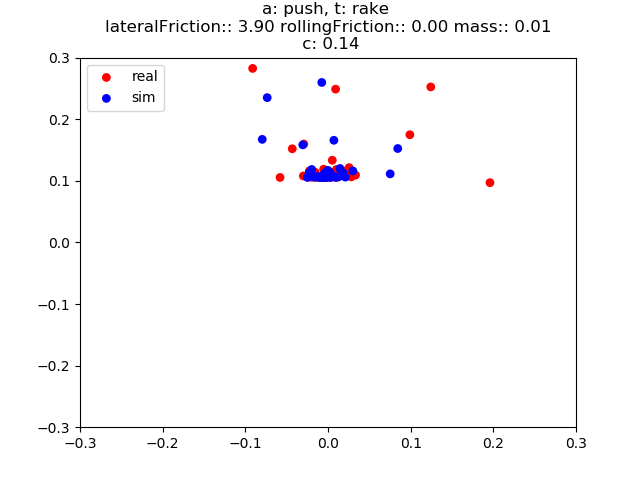 a: push, t: rake
lateralFriction:: 3.90 rollingFriction:: 0.00 mass:: 0.01
c: 0.14
real
sim
0.3
0.2
0.1
0.0
−0.1
−0.2
−0.3
−0.3 −0.2 −0.1 0.0 0.1 0.2 0.3